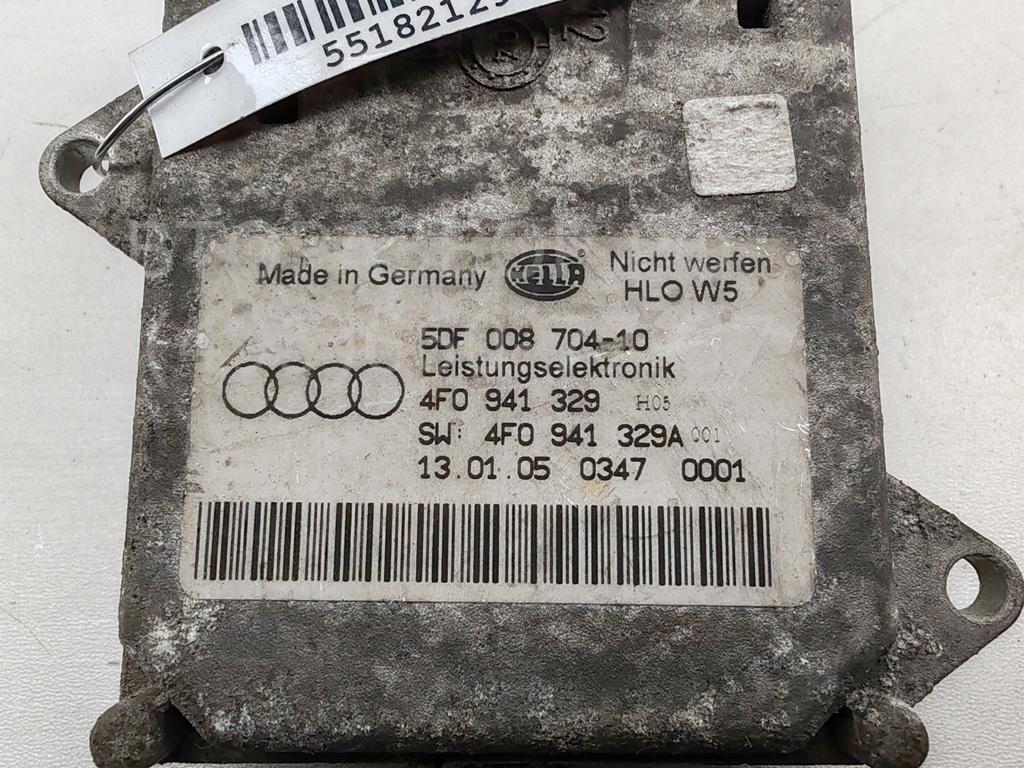 5518212
Made in Germany
HELLA
Nicht werfen
HLO W5
5DF 008 704-10
Leistungselektronik
4F0 941 329 H05
SW: 4F0 941 329A 001
13.01.05 0347 0001